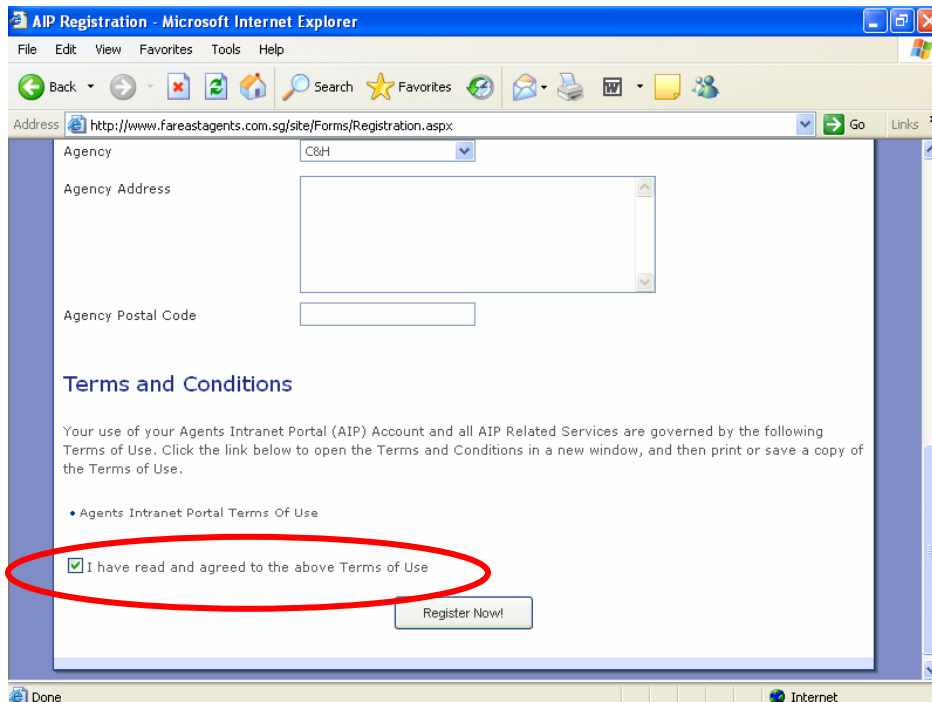 AIP Registration - Microsoft Internet Explorer
File Edit View Favorites Tools Help
Back Search Favorites
Address http://www.fareastagents.com.sg/site/Forms/Registration.aspx Go Links
Agency C&H
Agency Address
Agency Postal Code
Terms and Conditions
Your use of your Agents Intranet Portal (AIP) Account and all AIP Related Services are governed by the following
Terms of Use. Click the link below to open the Terms and Conditions in a new window, and then print or save a copy of
the Terms of Use.
• Agents Intranet Portal Terms Of Use
I have read and agreed to the above Terms of Use
Register Now!
Done Internet